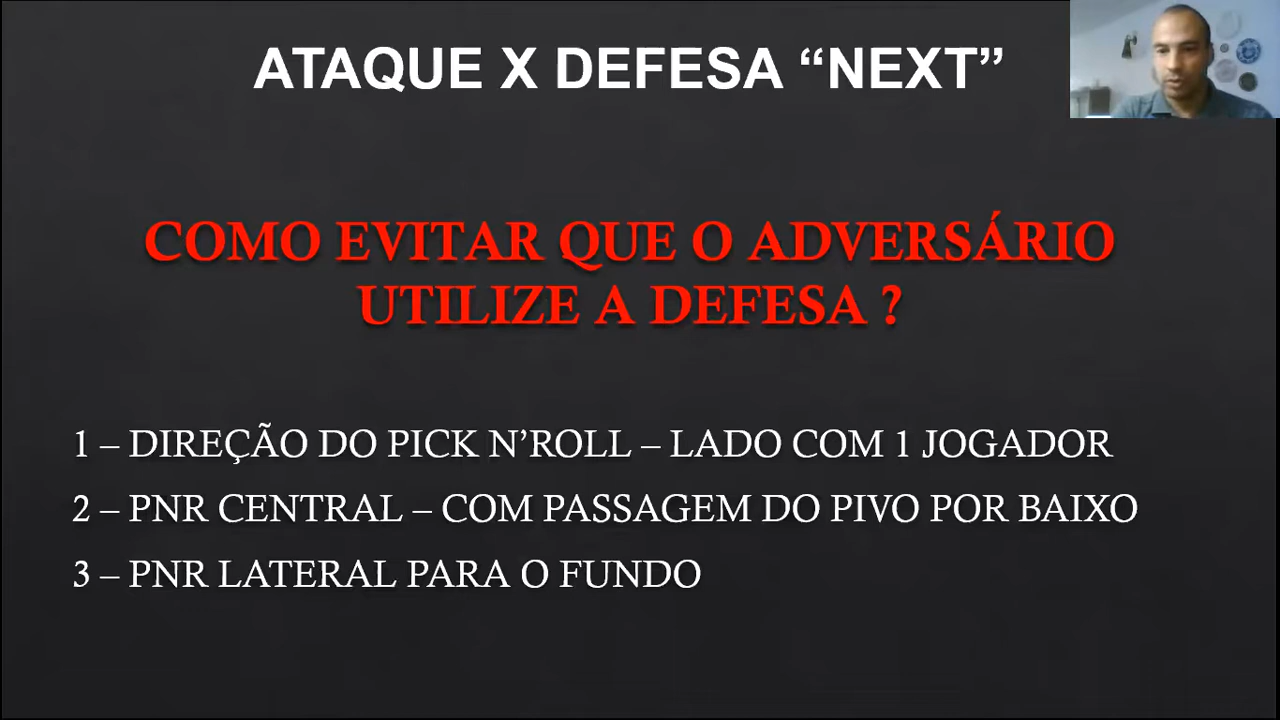 ATAQUE X DEFESA “NEXT”
COMO EVITAR QUE O ADVERSÁRIO
UTILIZE A DEFESA ?
1 – DIREÇÃO DO PICK N’ROLL – LADO COM 1 JOGADOR
2 – PNR CENTRAL – COM PASSAGEM DO PIVO POR BAIXO
3 – PNR LATERAL PARA O FUNDO